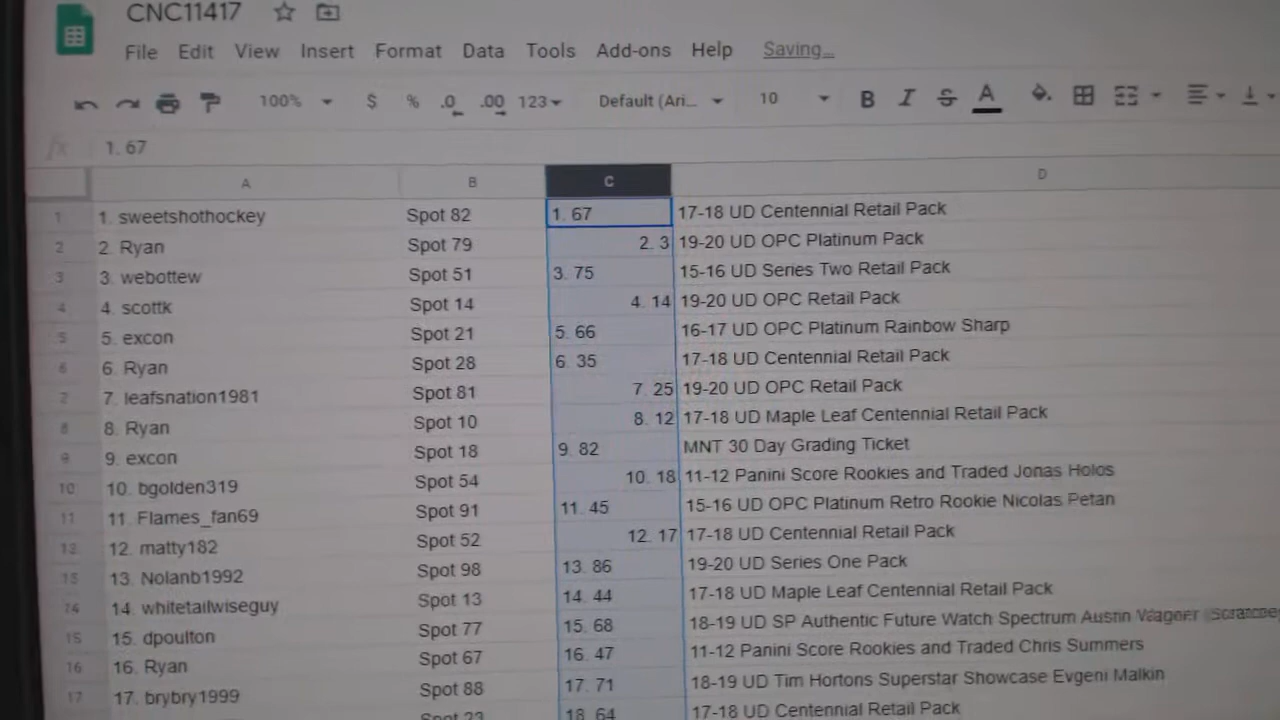 CNC11417
File Edit View Insert Format Data Tools Add-ons Help Saving...
100% $ % .0 .00 123 Default (Ari... 10 B I S A
fx 1. 67
A B C D
1 1. sweetshothockey Spot 82 1. 67 17-18 UD Centennial Retail Pack
2 2. Ryan Spot 79 2. 3 19-20 UD OPC Platinum Pack
3 3. webottew Spot 51 3. 75 15-16 UD Series Two Retail Pack
4 4. scottk Spot 14 4. 14 19-20 UD OPC Retail Pack
5 5. excon Spot 21 5. 66 16-17 UD OPC Platinum Rainbow Sharp
6 6. Ryan Spot 28 6. 35 17-18 UD Centennial Retail Pack
7 7. leafsnation1981 Spot 81 7. 25 19-20 UD OPC Retail Pack
8 8. Ryan Spot 10 8. 12 17-18 UD Maple Leaf Centennial Retail Pack
9 9. excon Spot 18 9. 82 MNT 30 Day Grading Ticket
10 10. bgolden319 Spot 54 10. 18 11-12 Panini Score Rookies and Traded Jonas Holos
11 11. Flames_fan69 Spot 91 11. 45 15-16 UD OPC Platinum Retro Rookie Nicolas Petan
12 12. matty182 Spot 52 12. 17 17-18 UD Centennial Retail Pack
13 13. Nolanb1992 Spot 98 13. 86 19-20 UD Series One Pack
14 14. whitetailwiseguy Spot 13 14. 44 17-18 UD Maple Leaf Centennial Retail Pack
15 15. dpoulton Spot 77 15. 68 18-19 UD SP Authentic Future Watch Spectrum Austin Wagner
16 16. Ryan Spot 67 16. 47 11-12 Panini Score Rookies and Traded Chris Summers
17 17. brybry1999 Spot 88 17. 71 18-19 UD Tim Hortons Superstar Showcase Evgeni Malkin
Spot 23 18. 64 17-18 UD Centennial Retail Pack